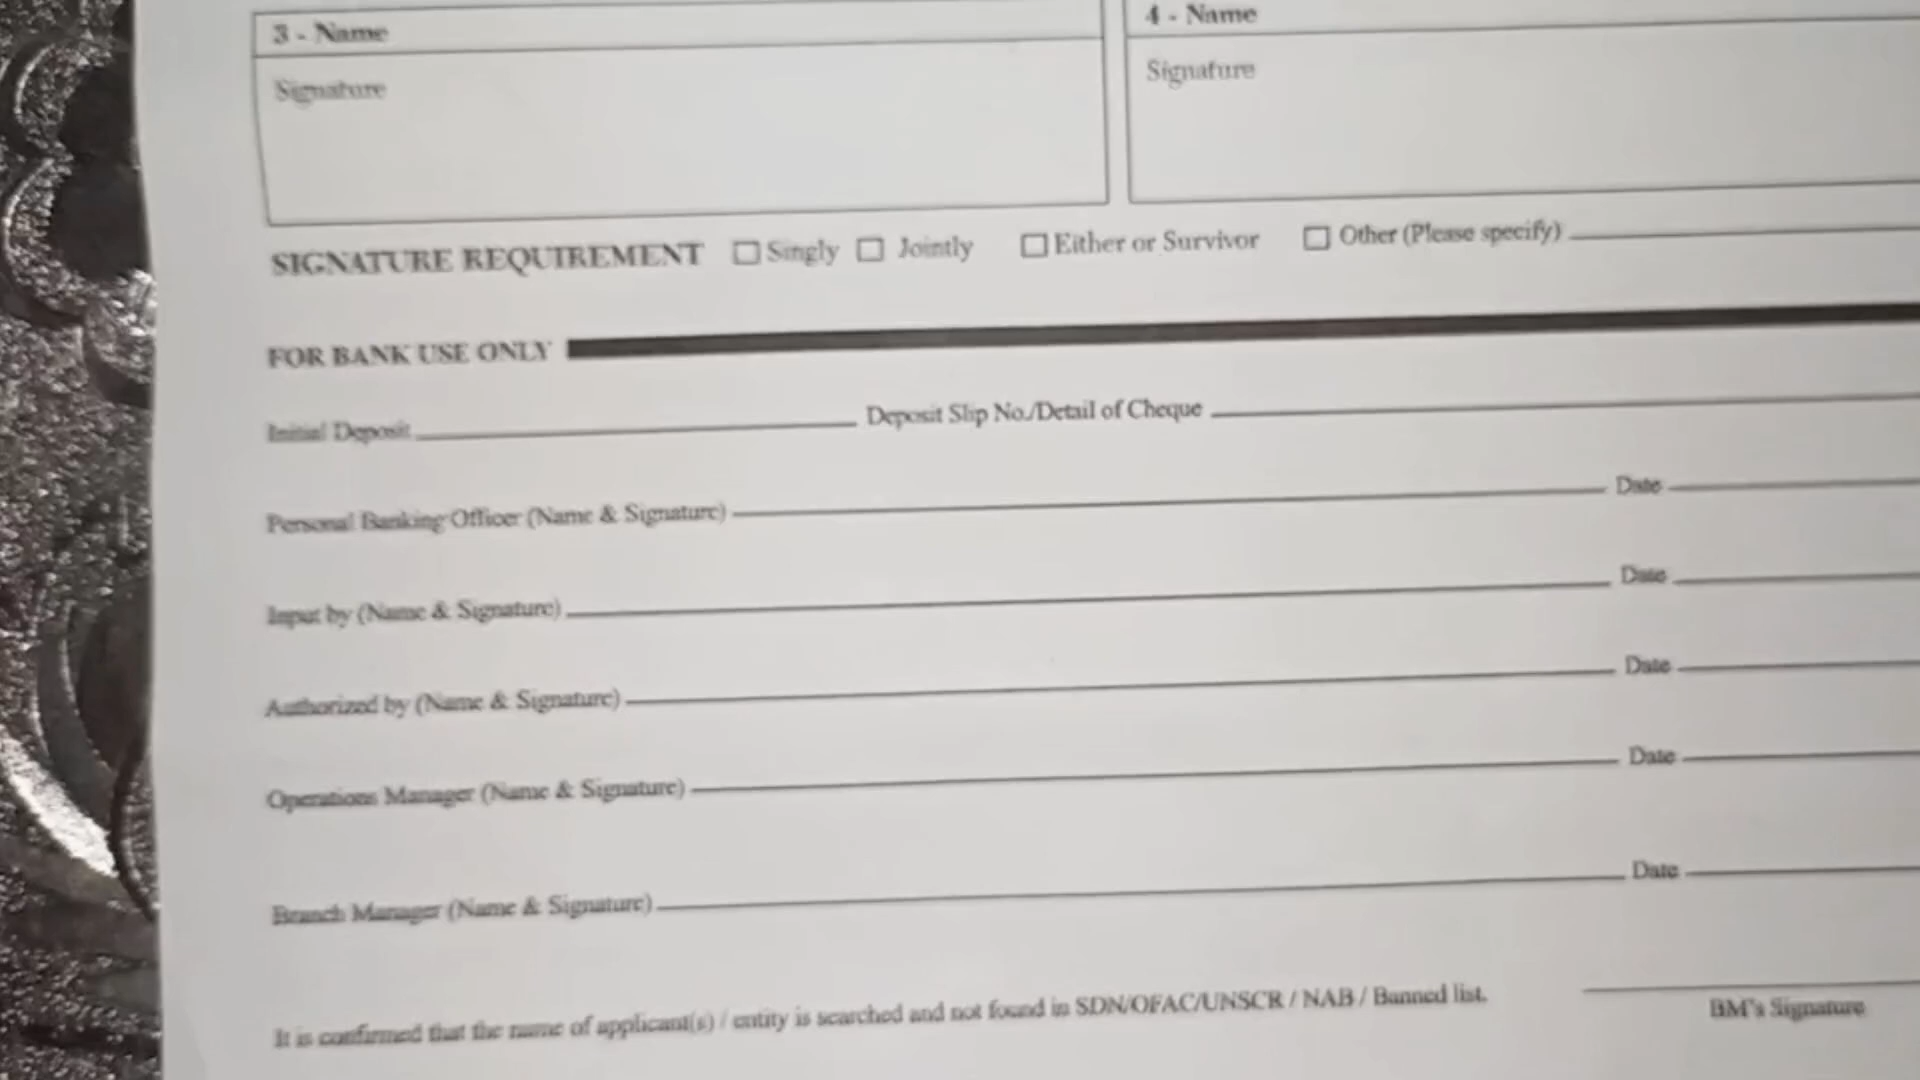 3 - Name
4 - Name
Signature
Signature
SIGNATURE REQUIREMENT Singly Jointly Either or Survivor Other (Please specify)
FOR BANK USE ONLY
Initial Deposit Deposit Slip No./Detail of Cheque
Personal Banking Officer (Name & Signature) Date
Input by (Name & Signature) Date
Authorized by (Name & Signature) Date
Operations Manager (Name & Signature) Date
Branch Manager (Name & Signature) Date
It is confirmed that the name of applicant(s) / entity is searched and not found in SDN/OFAC/UNSCR / NAB / Banned list.
BM's Signature